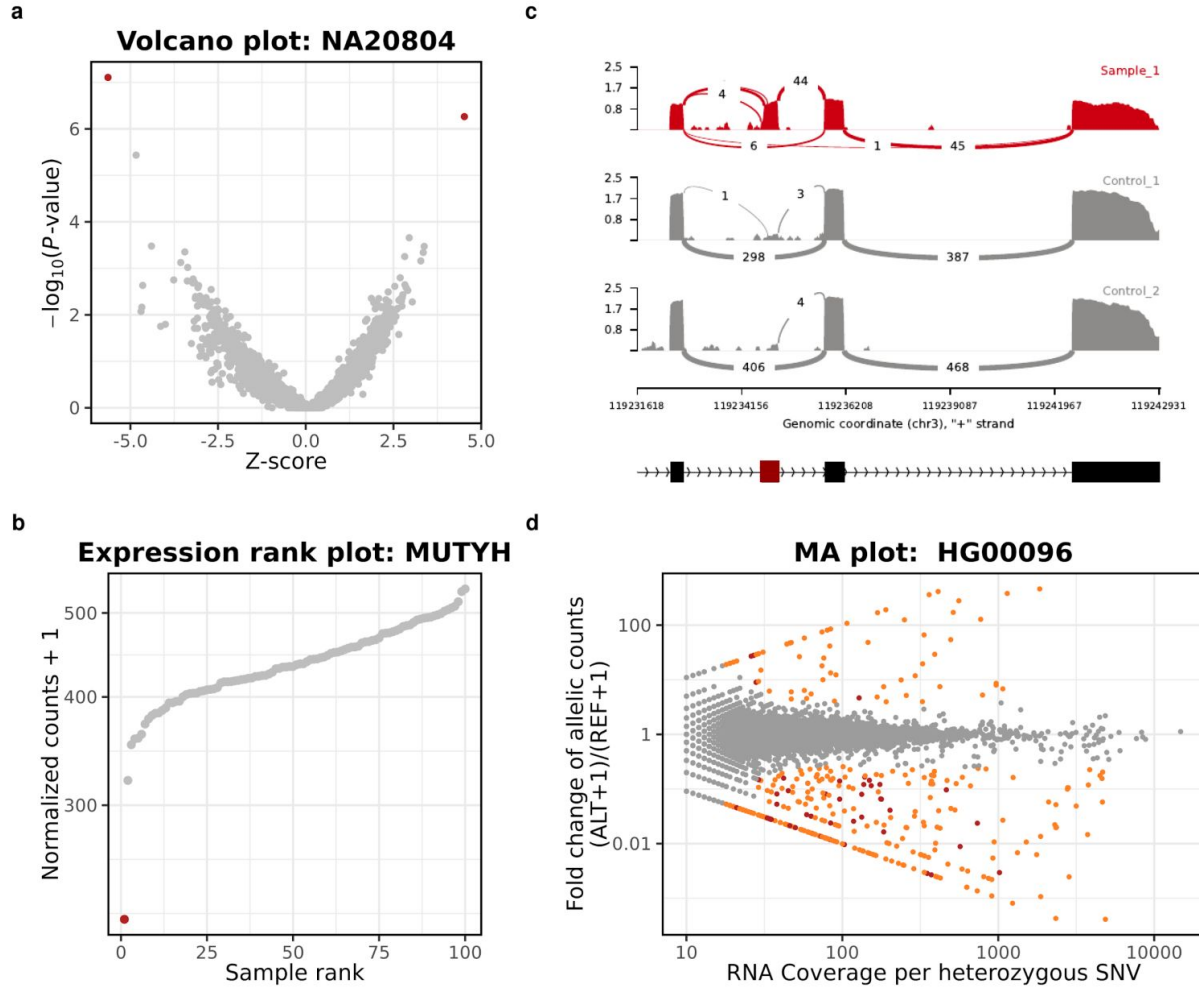 a
Volcano plot: NA20804
−log10(P-value)
6
4
2
0
-5.0 -2.5 0.0 2.5 5.0
Z-score
b
Expression rank plot: MUTYH
Normalized counts + 1
500
400
300
0 25 50 75 100
Sample rank
c
Sample_1
2.5
1.7
0.8
4 44
6 1 45
Control_1
2.5
1.7
0.8
1 3
298 387
Control_2
2.5
1.7
0.8
4
406 468
119231618 119234156 119236208 119239087 119241967 119242931
Genomic coordinate (chr3), "+" strand
d
MA plot: HG00096
Fold change of allelic counts
(ALT+1)/(REF+1)
100
1
0.01
10 100 1000 10000
RNA Coverage per heterozygous SNV